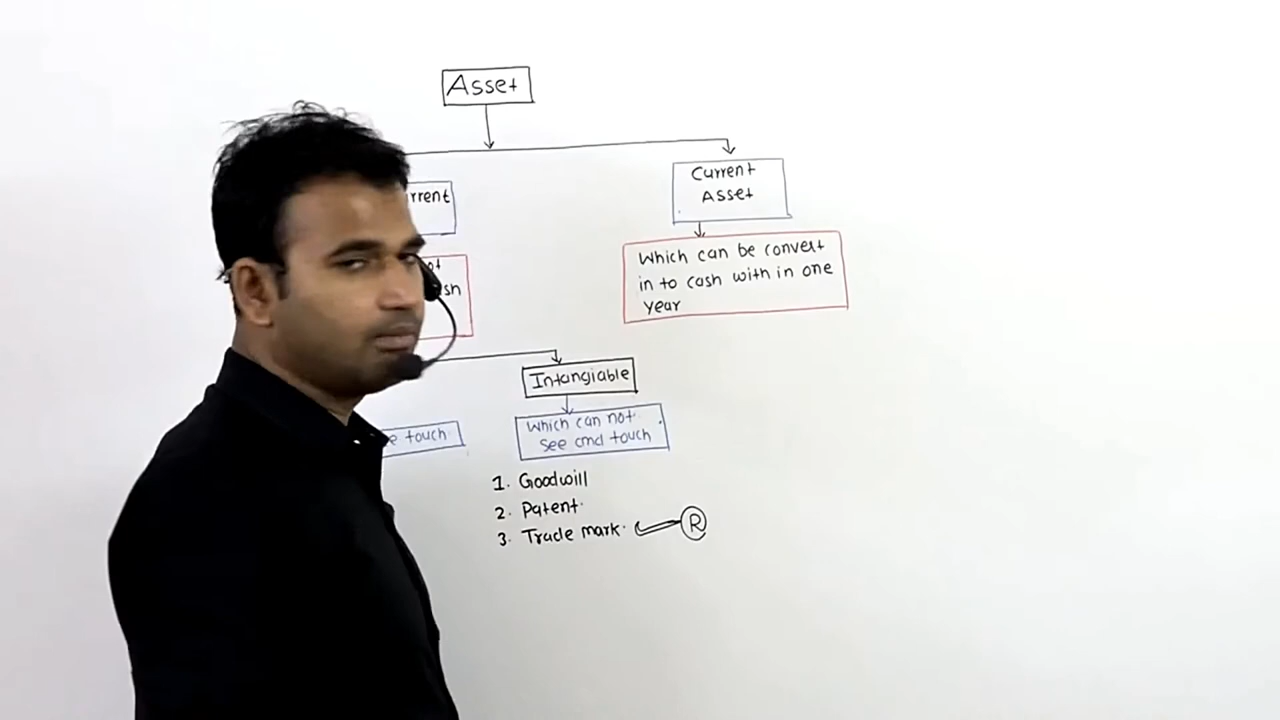 Asset
rrent
Current
Asset
Which can be convert
in to cash with in one
year
Intangiable
e touch
Which can not
See and touch
1. Goodwill
2. Patent
3. Trade mark. R